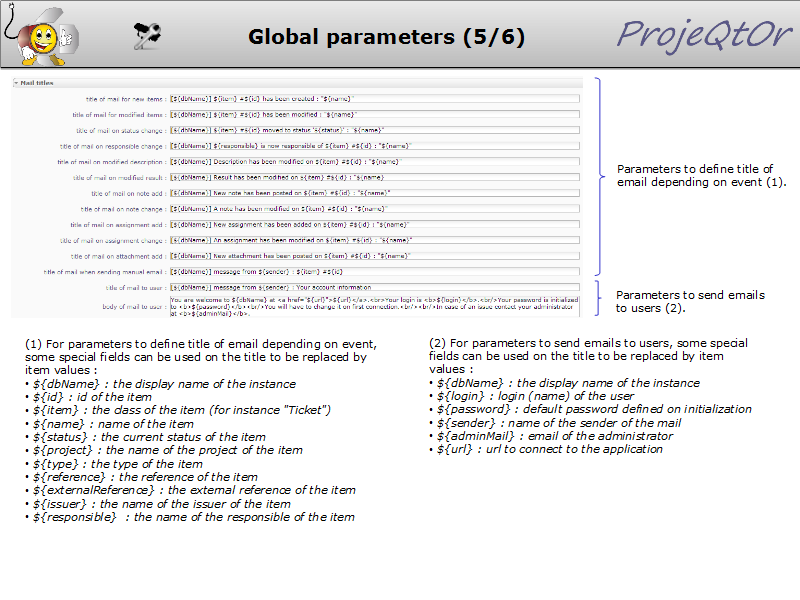 Global parameters (5/6)
ProjeQtOr
Mail titles
title of mail for new items : [${dbName}] ${item} #${id} has been created : "${name}"
title of mail for modified items : [${dbName}] ${item} #${id} has been modified : "${name}"
title of mail on status change : [${dbName}] ${item} #${id} moved to status '${status}' : "${name}"
title of mail on responsible change : [${dbName}] ${responsible} is now responsible of ${item} #${id} : "${name}"
title of mail on modified description : [${dbName}] Description has been modified on ${item} #${id} : "${name}"
title of mail on modified result : [${dbName}] Result has been modified on ${item} #${id} : "${name}
title of mail on note add : [${dbName}] New note has been posted on ${item} #${id} : "${name}"
title of mail on note change : [${dbName}] A note has been modified on ${item} #${id} : "${name}"
title of mail on assignment add : [${dbName}] New assignment has been added on ${item} #${id} : "${name}"
title of mail on assignment change : [${dbName}] An assignment has been modified on ${item} #${id} : "${name}"
title of mail on attachment add : [${dbName}] New attachment has been posted on ${item} #${id} : "${name}"
title of mail when sending manual email : [${dbName}] message from ${sender} : ${item} #${id}
title of mail to user : [${dbName}] message from ${sender} : Your account information
body of mail to user : You are welcome to ${dbName} at <a href="${url}">${url}</a>.<br>Your login is <b>${login}</b>.<br/>Your password is initialized
to <b>${password}</b><br/>You will have to change it on first connection.<br/><br/>In case of an issue contact your administrator
at <b>${adminMail}</b>.
Parameters to define title of
email depending on event (1).
Parameters to send emails
to users (2).
(1) For parameters to define title of email depending on event,
some special fields can be used on the title to be replaced by
item values :
• ${dbName} : the display name of the instance
• ${id} : id of the item
• ${item} : the class of the item (for instance "Ticket")
• ${name} : name of the item
• ${status} : the current status of the item
• ${project} : the name of the project of the item
• ${type} : the type of the item
• ${reference} : the reference of the item
• ${externalReference} : the external reference of the item
• ${issuer} : the name of the issuer of the item
• ${responsible} : the name of the responsible of the item
(2) For parameters to send emails to users, some special
fields can be used on the title to be replaced by item
values :
• ${dbName} : the display name of the instance
• ${login} : login (name) of the user
• ${password} : default password defined on initialization
• ${sender} : name of the sender of the mail
• ${adminMail} : email of the administrator
• ${url} : url to connect to the application